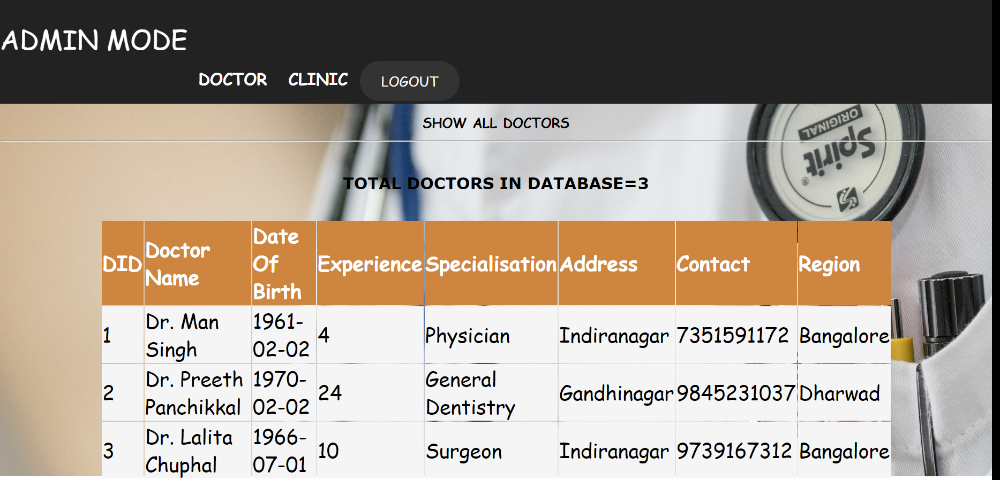 ADMIN MODE
DOCTOR CLINIC LOGOUT
SHOW ALL DOCTORS
ORIGINAL
Spirit
®
TOTAL DOCTORS IN DATABASE=3
DID Doctor Name Date Of Birth Experience Specialisation Address Contact Region
1 Dr. Man Singh 1961-02-02 4 Physician Indiranagar 7351591172 Bangalore
2 Dr. Preeth Panchikkal 1970-02-02 24 General Dentistry Gandhinagar 9845231037 Dharwad
3 Dr. Lalita Chuphal 1966-07-01 10 Surgeon Indiranagar 9739167312 Bangalore